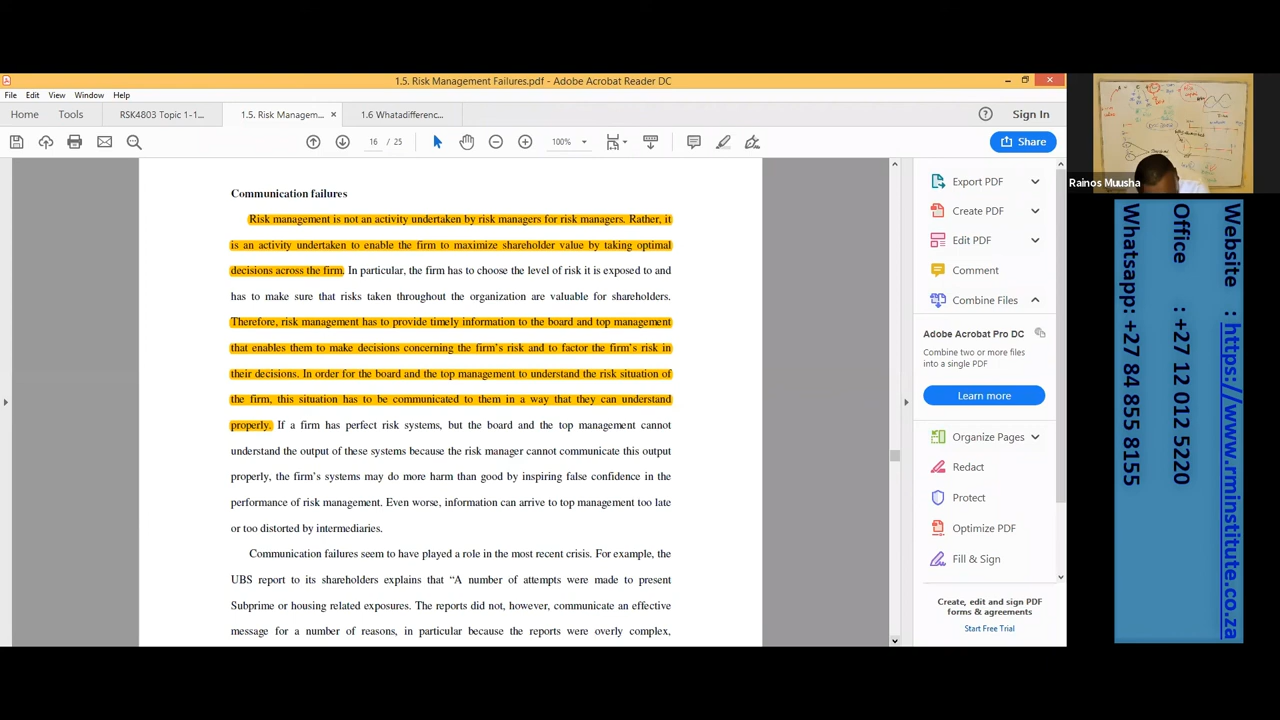 1.5. Risk Management Failures.pdf - Adobe Acrobat Reader DC
File Edit View Window Help
Home Tools RSK4803 Topic 1-1... 1.5. Risk Managem... × 1.6 Whatadifferenc... Sign In
16 / 25 100% Share
Communication failures
Risk management is not an activity undertaken by risk managers for risk managers. Rather, it
is an activity undertaken to enable the firm to maximize shareholder value by taking optimal
decisions across the firm. In particular, the firm has to choose the level of risk it is exposed to and
has to make sure that risks taken throughout the organization are valuable for shareholders.
Therefore, risk management has to provide timely information to the board and top management
that enables them to make decisions concerning the firm's risk and to factor the firm's risk in
their decisions. In order for the board and the top management to understand the risk situation of
the firm, this situation has to be communicated to them in a way that they can understand
properly. If a firm has perfect risk systems, but the board and the top management cannot
understand the output of these systems because the risk manager cannot communicate this output
properly, the firm's systems may do more harm than good by inspiring false confidence in the
performance of risk management. Even worse, information can arrive to top management too late
or too distorted by intermediaries.
Communication failures seem to have played a role in the most recent crisis. For example, the
UBS report to its shareholders explains that “A number of attempts were made to present
Subprime or housing related exposures. The reports did not, however, communicate an effective
message for a number of reasons, in particular because the reports were overly complex,
Export PDF
Create PDF
Edit PDF
Comment
Combine Files
Adobe Acrobat Pro DC
Combine two or more files
into a single PDF
Learn more
Organize Pages
Redact
Protect
Optimize PDF
Fill & Sign
Create, edit and sign PDF
forms & agreements
Start Free Trial
Rainos Muusha
Website : https://www.rminstitute.co.za
Office : +27 12 012 5220
Whatsapp: +27 84 855 8155